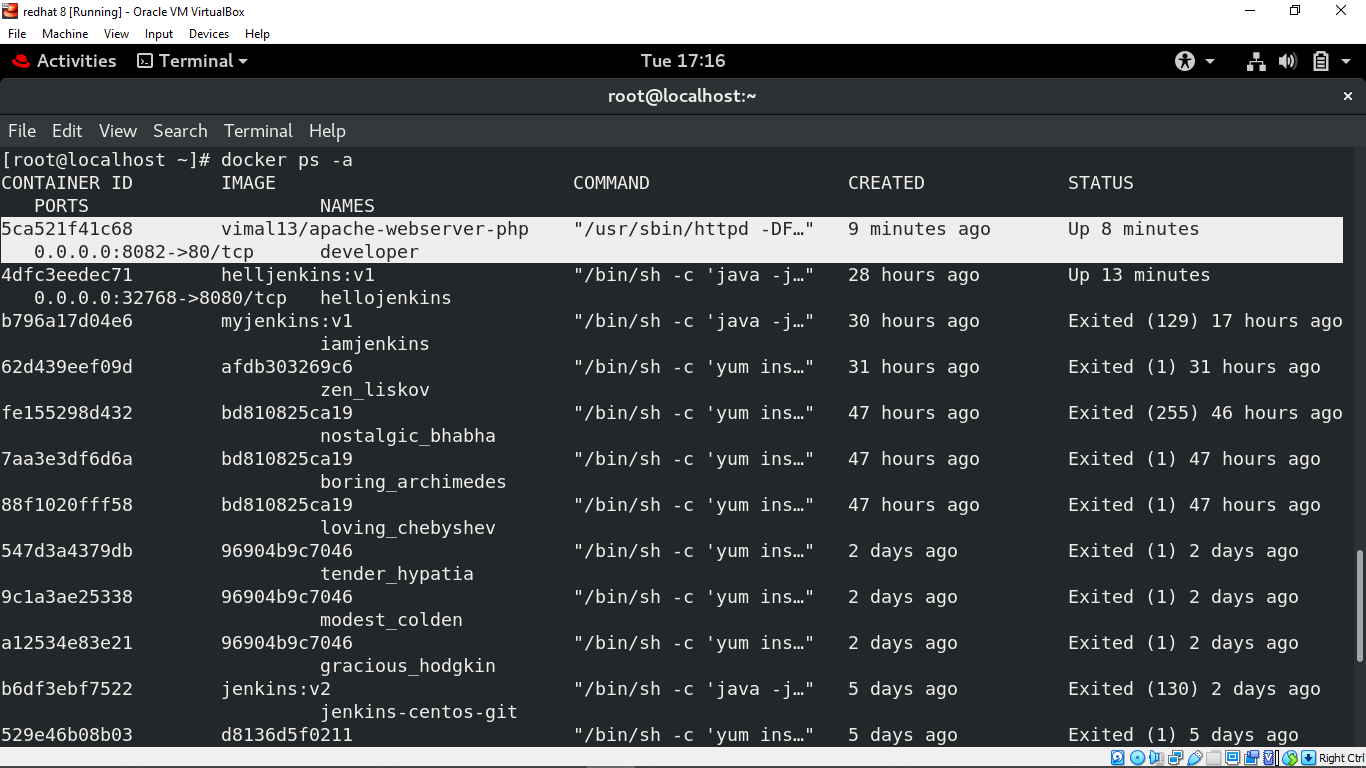 redhat 8 [Running] - Oracle VM VirtualBox
File Machine View Input Devices Help
Activities Terminal Tue 17:16
root@localhost:~
File Edit View Search Terminal Help
[root@localhost ~]# docker ps -a
CONTAINER ID IMAGE COMMAND CREATED STATUS
PORTS NAMES
5ca521f41c68 vimal13/apache-webserver-php "/usr/sbin/httpd -DF…" 9 minutes ago Up 8 minutes
0.0.0.0:8082->80/tcp developer
4dfc3eedec71 helljenkins:v1 "/bin/sh -c 'java -j…" 28 hours ago Up 13 minutes
0.0.0.0:32768->8080/tcp hellojenkins
b796a17d04e6 myjenkins:v1 "/bin/sh -c 'java -j…" 30 hours ago Exited (129) 17 hours ago
iamjenkins
62d439eef09d afdb303269c6 "/bin/sh -c 'yum ins…" 31 hours ago Exited (1) 31 hours ago
zen_liskov
fe155298d432 bd810825ca19 "/bin/sh -c 'yum ins…" 47 hours ago Exited (255) 46 hours ago
nostalgic_bhabha
7aa3e3df6d6a bd810825ca19 "/bin/sh -c 'yum ins…" 47 hours ago Exited (1) 47 hours ago
boring_archimedes
88f1020fff58 bd810825ca19 "/bin/sh -c 'yum ins…" 47 hours ago Exited (1) 47 hours ago
loving_chebyshev
547d3a4379db 96904b9c7046 "/bin/sh -c 'yum ins…" 2 days ago Exited (1) 2 days ago
tender_hypatia
9c1a3ae25338 96904b9c7046 "/bin/sh -c 'yum ins…" 2 days ago Exited (1) 2 days ago
modest_colden
a12534e83e21 96904b9c7046 "/bin/sh -c 'yum ins…" 2 days ago Exited (1) 2 days ago
gracious_hodgkin
b6df3ebf7522 jenkins:v2 "/bin/sh -c 'java -j…" 5 days ago Exited (130) 2 days ago
jenkins-centos-git
529e46b08b03 d8136d5f0211 "/bin/sh -c 'yum ins…" 5 days ago Exited (1) 5 days ago
Right Ctrl